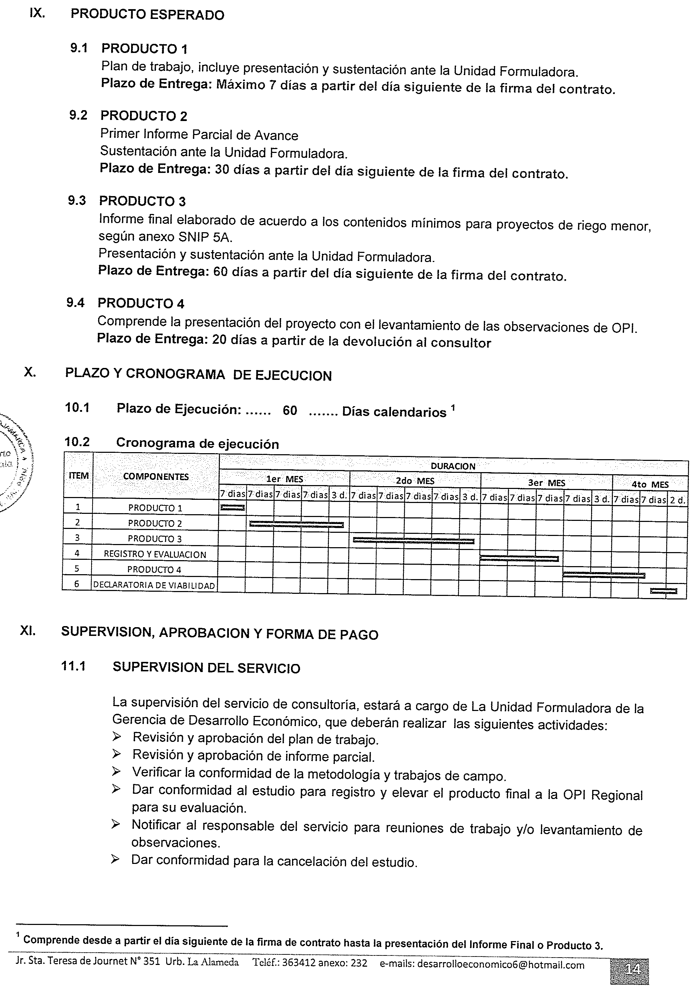 IX. PRODUCTO ESPERADO
9.1 PRODUCTO 1
Plan de trabajo, incluye presentación y sustentación ante la Unidad Formuladora.
Plazo de Entrega: Máximo 7 días a partir del día siguiente de la firma del contrato.
9.2 PRODUCTO 2
Primer Informe Parcial de Avance
Sustentación ante la Unidad Formuladora.
Plazo de Entrega: 30 días a partir del día siguiente de la firma del contrato.
9.3 PRODUCTO 3
Informe final elaborado de acuerdo a los contenidos mínimos para proyectos de riego menor,
según anexo SNIP 5A.
Presentación y sustentación ante la Unidad Formuladora.
Plazo de Entrega: 60 días a partir del día siguiente de la firma del contrato.
9.4 PRODUCTO 4
Comprende la presentación del proyecto con el levantamiento de las observaciones de OPI.
Plazo de Entrega: 20 días a partir de la devolución al consultor
X. PLAZO Y CRONOGRAMA DE EJECUCION
10.1 Plazo de Ejecución: ...... 60 ....... Días calendarios 1
10.2 Cronograma de ejecución
ITEM COMPONENTES DURACION
1er MES 2do MES 3er MES 4to MES
7 dias 7 dias 7 dias 7 dias 3 d. 7 dias 7 dias 7 dias 7 dias 3 d. 7 dias 7 dias 7 dias 7 dias 3 d. 7 dias 7 dias 2 d.
1 PRODUCTO 1
2 PRODUCTO 2
3 PRODUCTO 3
4 REGISTRO Y EVALUACION
5 PRODUCTO 4
6 DECLARATORIA DE VIABILIDAD
XI. SUPERVISION, APROBACION Y FORMA DE PAGO
11.1 SUPERVISION DEL SERVICIO
La supervisión del servicio de consultoría, estará a cargo de La Unidad Formuladora de la
Gerencia de Desarrollo Económico, que deberán realizar las siguientes actividades:
➢ Revisión y aprobación del plan de trabajo.
➢ Revisión y aprobación de informe parcial.
➢ Verificar la conformidad de la metodología y trabajos de campo.
➢ Dar conformidad al estudio para registro y elevar el producto final a la OPI Regional
para su evaluación.
➢ Notificar al responsable del servicio para reuniones de trabajo y/o levantamiento de
observaciones.
➢ Dar conformidad para la cancelación del estudio.
1 Comprende desde a partir el día siguiente de la firma de contrato hasta la presentación del Informe Final o Producto 3.
Jr. Sta. Teresa de Journet N° 351 Urb. La Alameda Teléf.: 363412 anexo: 232 e-mails: desarrolloeconomico6@hotmail.com
14